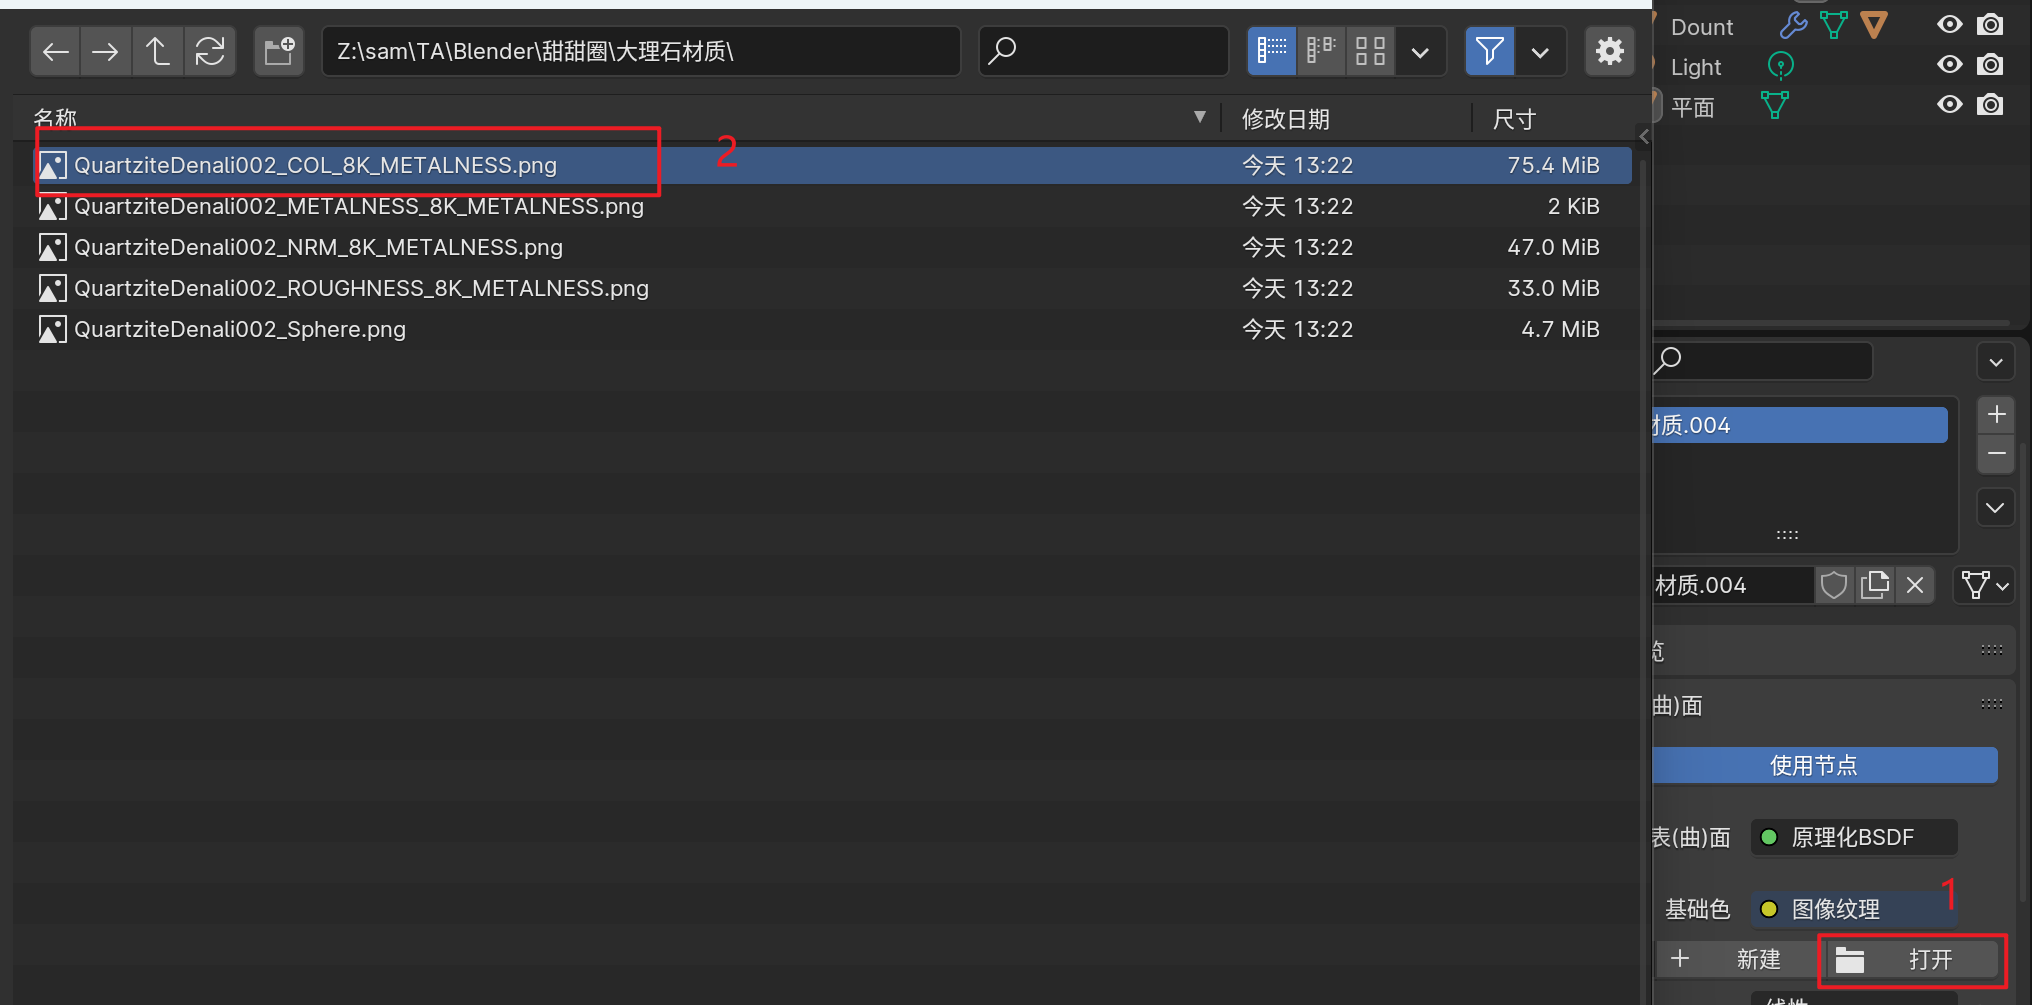 Z:\sam\TA\Blender\甜甜圈\大理石材质\
名称 修改日期 尺寸
QuartziteDenali002_COL_8K_METALNESS.png 今天 13:22 75.4 MiB
2
QuartziteDenali002_METALNESS_8K_METALNESS.png 今天 13:22 2 KiB
QuartziteDenali002_NRM_8K_METALNESS.png 今天 13:22 47.0 MiB
QuartziteDenali002_ROUGHNESS_8K_METALNESS.png 今天 13:22 33.0 MiB
QuartziteDenali002_Sphere.png 今天 13:22 4.7 MiB
Dount
Light
平面
材质.004
材质.004
览
曲)面
使用节点
表(曲)面 原理化BSDF
1
基础色 图像纹理
新建 打开
线性